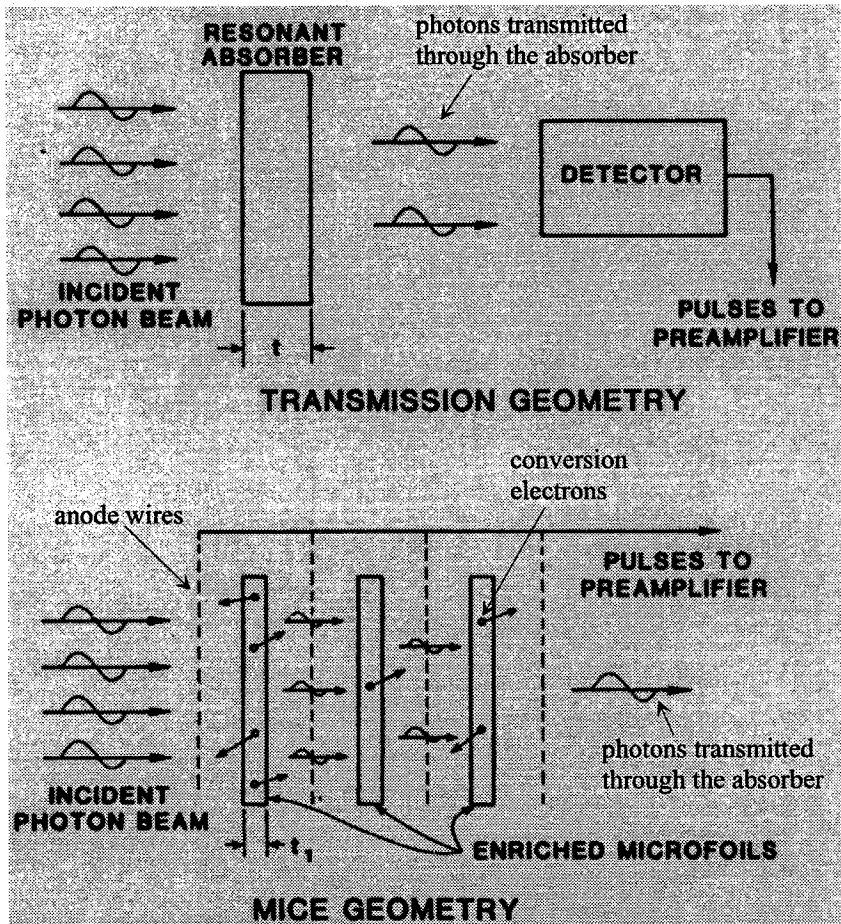 RESONANT
ABSORBER
photons transmitted
through the absorber
DETECTOR
INCIDENT
PHOTON BEAM
t
PULSES TO
PREAMPLIFIER
TRANSMISSION GEOMETRY
conversion
electrons
anode wires
PULSES TO
PREAMPLIFIER
photons transmitted
through the absorber
INCIDENT
PHOTON BEAM
t₁
ENRICHED MICROFOILS
MICE GEOMETRY